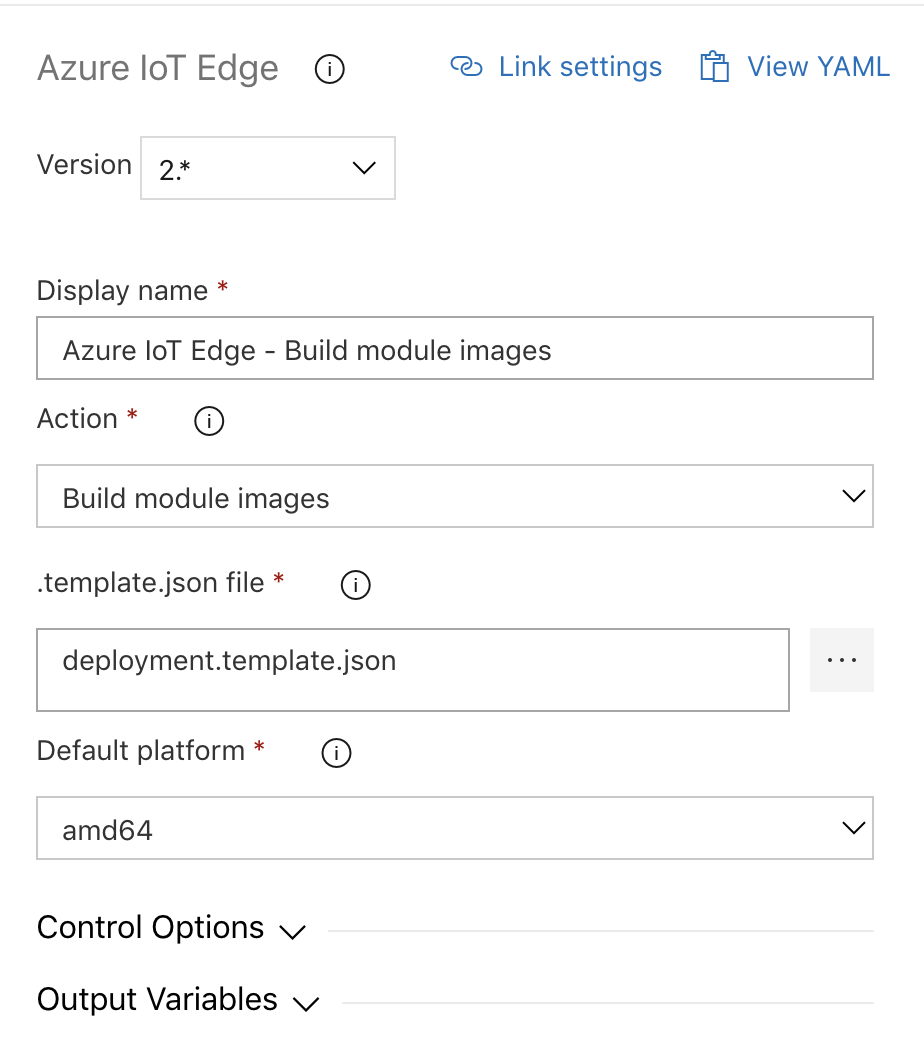 Azure IoT Edge Link settings View YAML
Version 2.*
Display name *
Azure IoT Edge - Build module images
Action *
Build module images
.template.json file *
deployment.template.json
...
Default platform *
amd64
Control Options
Output Variables